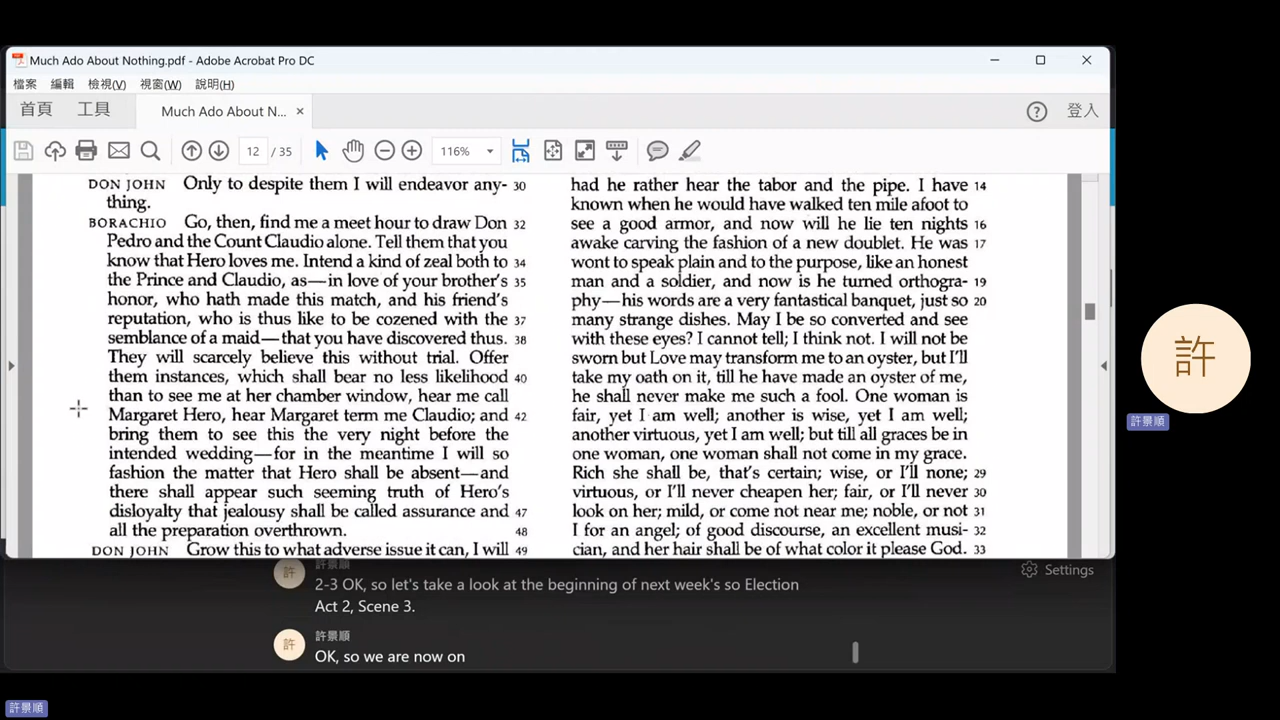 Much Ado About Nothing.pdf - Adobe Acrobat Pro DC
檔案 編輯 檢視(V) 視窗(W) 說明(H)
首頁 工具 Much Ado About N... × ? 登入
12 / 35 116%
DON JOHN Only to despite them I will endeavor any- 30
thing.
BORACHIO Go, then, find me a meet hour to draw Don 32
Pedro and the Count Claudio alone. Tell them that you
know that Hero loves me. Intend a kind of zeal both to 34
the Prince and Claudio, as—in love of your brother's 35
honor, who hath made this match, and his friend's
reputation, who is thus like to be cozened with the 37
semblance of a maid—that you have discovered thus. 38
They will scarcely believe this without trial. Offer
them instances, which shall bear no less likelihood 40
than to see me at her chamber window, hear me call
Margaret Hero, hear Margaret term me Claudio; and 42
bring them to see this the very night before the
intended wedding—for in the meantime I will so
fashion the matter that Hero shall be absent—and
there shall appear such seeming truth of Hero's
disloyalty that jealousy shall be called assurance and 47
all the preparation overthrown. 48
DON JOHN Grow this to what adverse issue it can, I will 49
had he rather hear the tabor and the pipe. I have 14
known when he would have walked ten mile afoot to
see a good armor, and now will he lie ten nights 16
awake carving the fashion of a new doublet. He was 17
wont to speak plain and to the purpose, like an honest
man and a soldier, and now is he turned orthogra- 19
phy—his words are a very fantastical banquet, just so 20
many strange dishes. May I be so converted and see
with these eyes? I cannot tell; I think not. I will not be
sworn but Love may transform me to an oyster, but I'll
take my oath on it, till he have made an oyster of me,
he shall never make me such a fool. One woman is
fair, yet I am well; another is wise, yet I am well;
another virtuous, yet I am well; but till all graces be in
one woman, one woman shall not come in my grace.
Rich she shall be, that's certain; wise, or I'll none; 29
virtuous, or I'll never cheapen her; fair, or I'll never 30
look on her; mild, or come not near me; noble, or not 31
I for an angel; of good discourse, an excellent musi- 32
cian, and her hair shall be of what color it please God. 33
許
許景順
許 許景順
2-3 OK, so let's take a look at the beginning of next week's so Election
Act 2, Scene 3.
Settings
許 許景順
OK, so we are now on
許景順